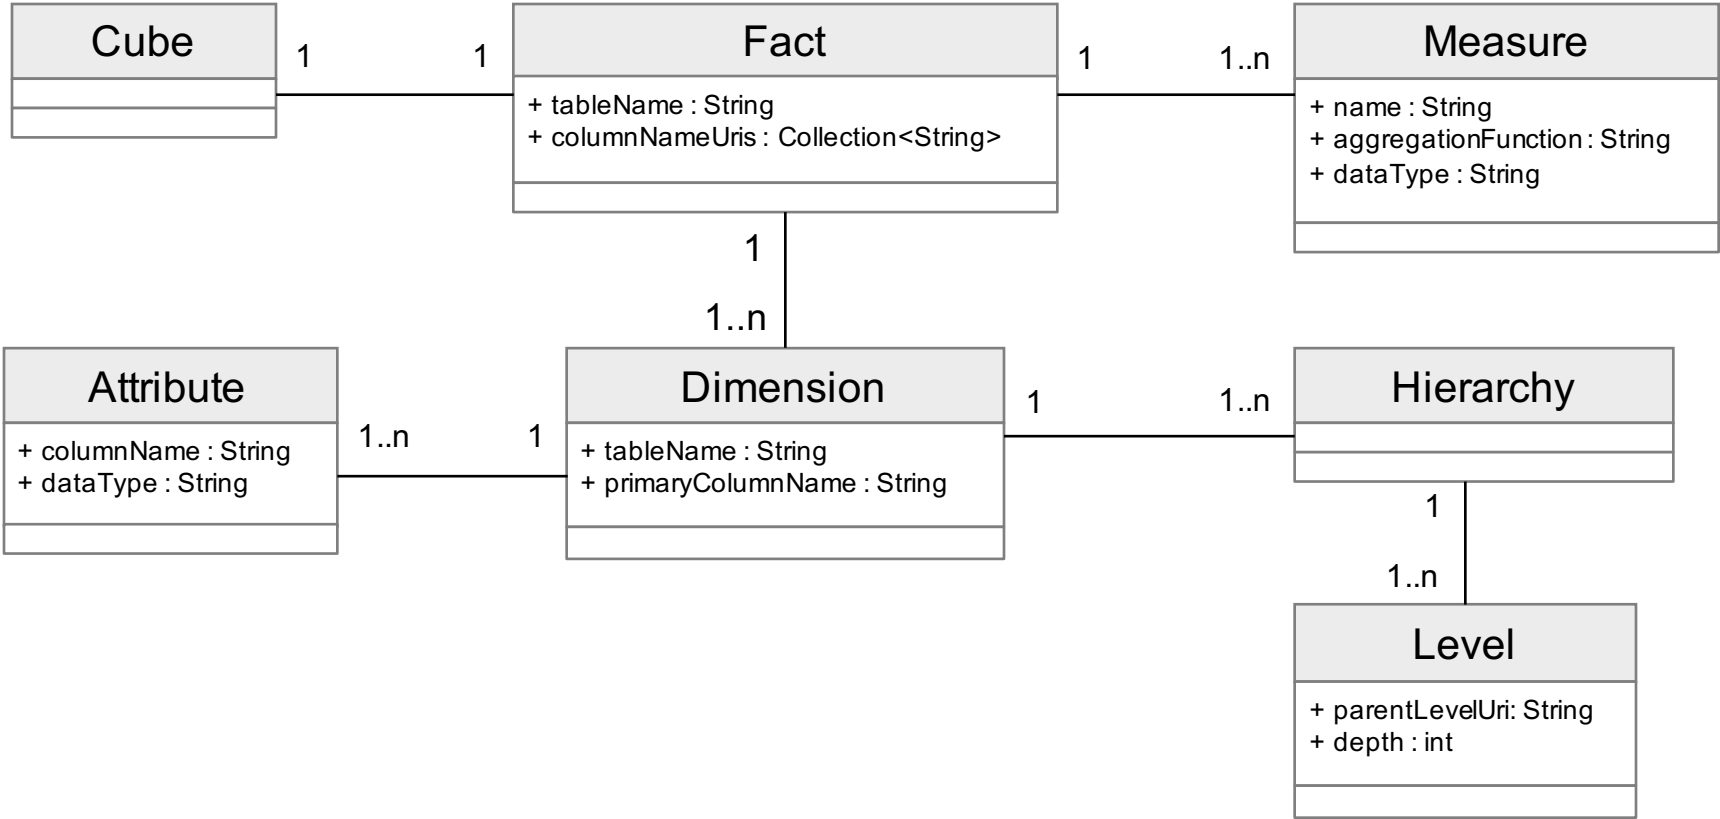 Cube
1
1
Fact
+ tableName : String
+ columnNameUris : Collection<String>
1
1..n
Measure
+ name : String
+ aggregationFunction : String
+ dataType : String
1
1..n
Attribute
+ columnName : String
+ dataType : String
1..n
1
Dimension
+ tableName : String
+ primaryColumnName : String
1
1..n
Hierarchy
1
1..n
Level
+ parentLevelUri: String
+ depth : int